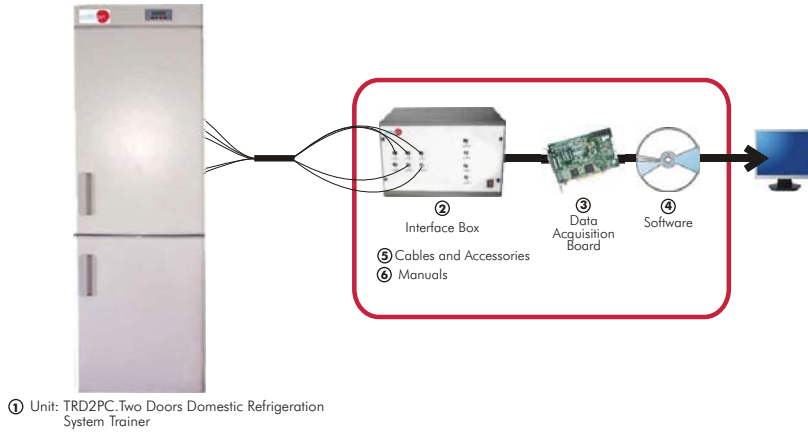 ② Interface Box
③ Data
Acquisition
Board
④ Software
⑤ Cables and Accessories
⑥ Manuals
① Unit: TRD2PC.Two Doors Domestic Refrigeration
System Trainer